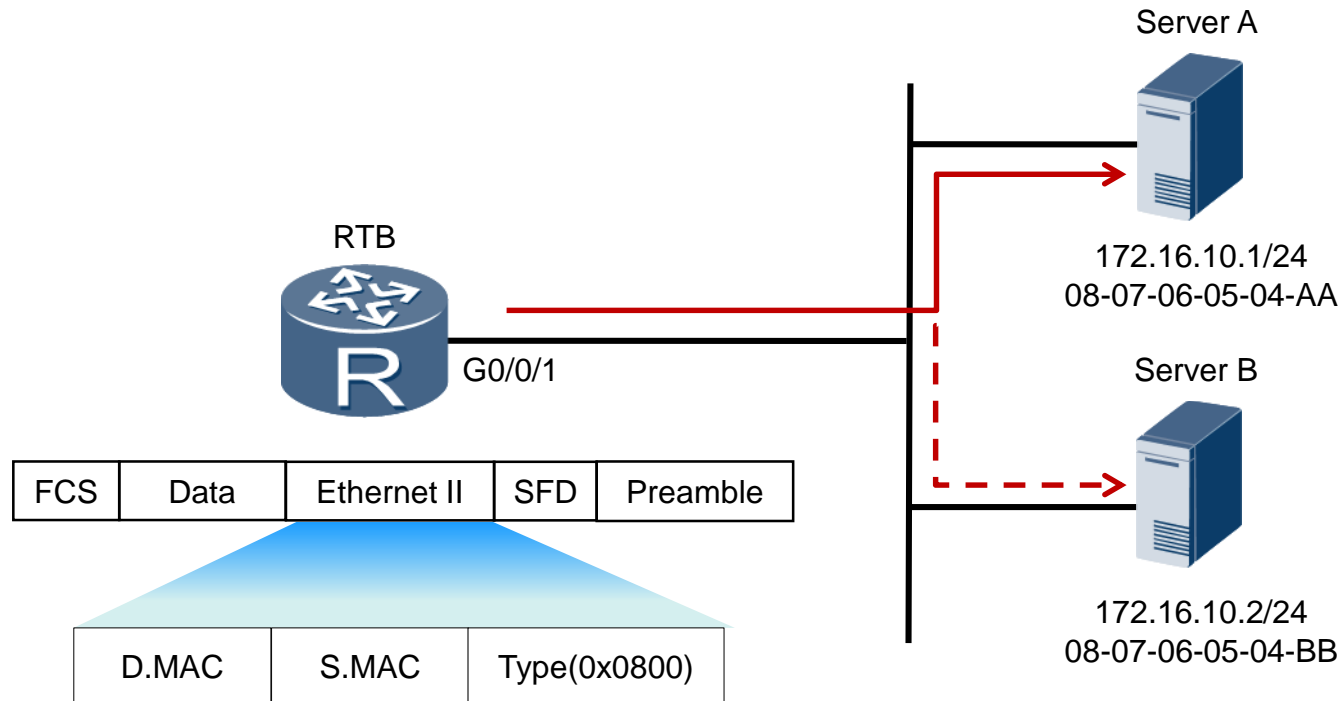 Server A
172.16.10.1/24
08-07-06-05-04-AA
RTB
R
G0/0/1
Server B
172.16.10.2/24
08-07-06-05-04-BB
FCS Data Ethernet II SFD Preamble
D.MAC S.MAC Type(0x0800)